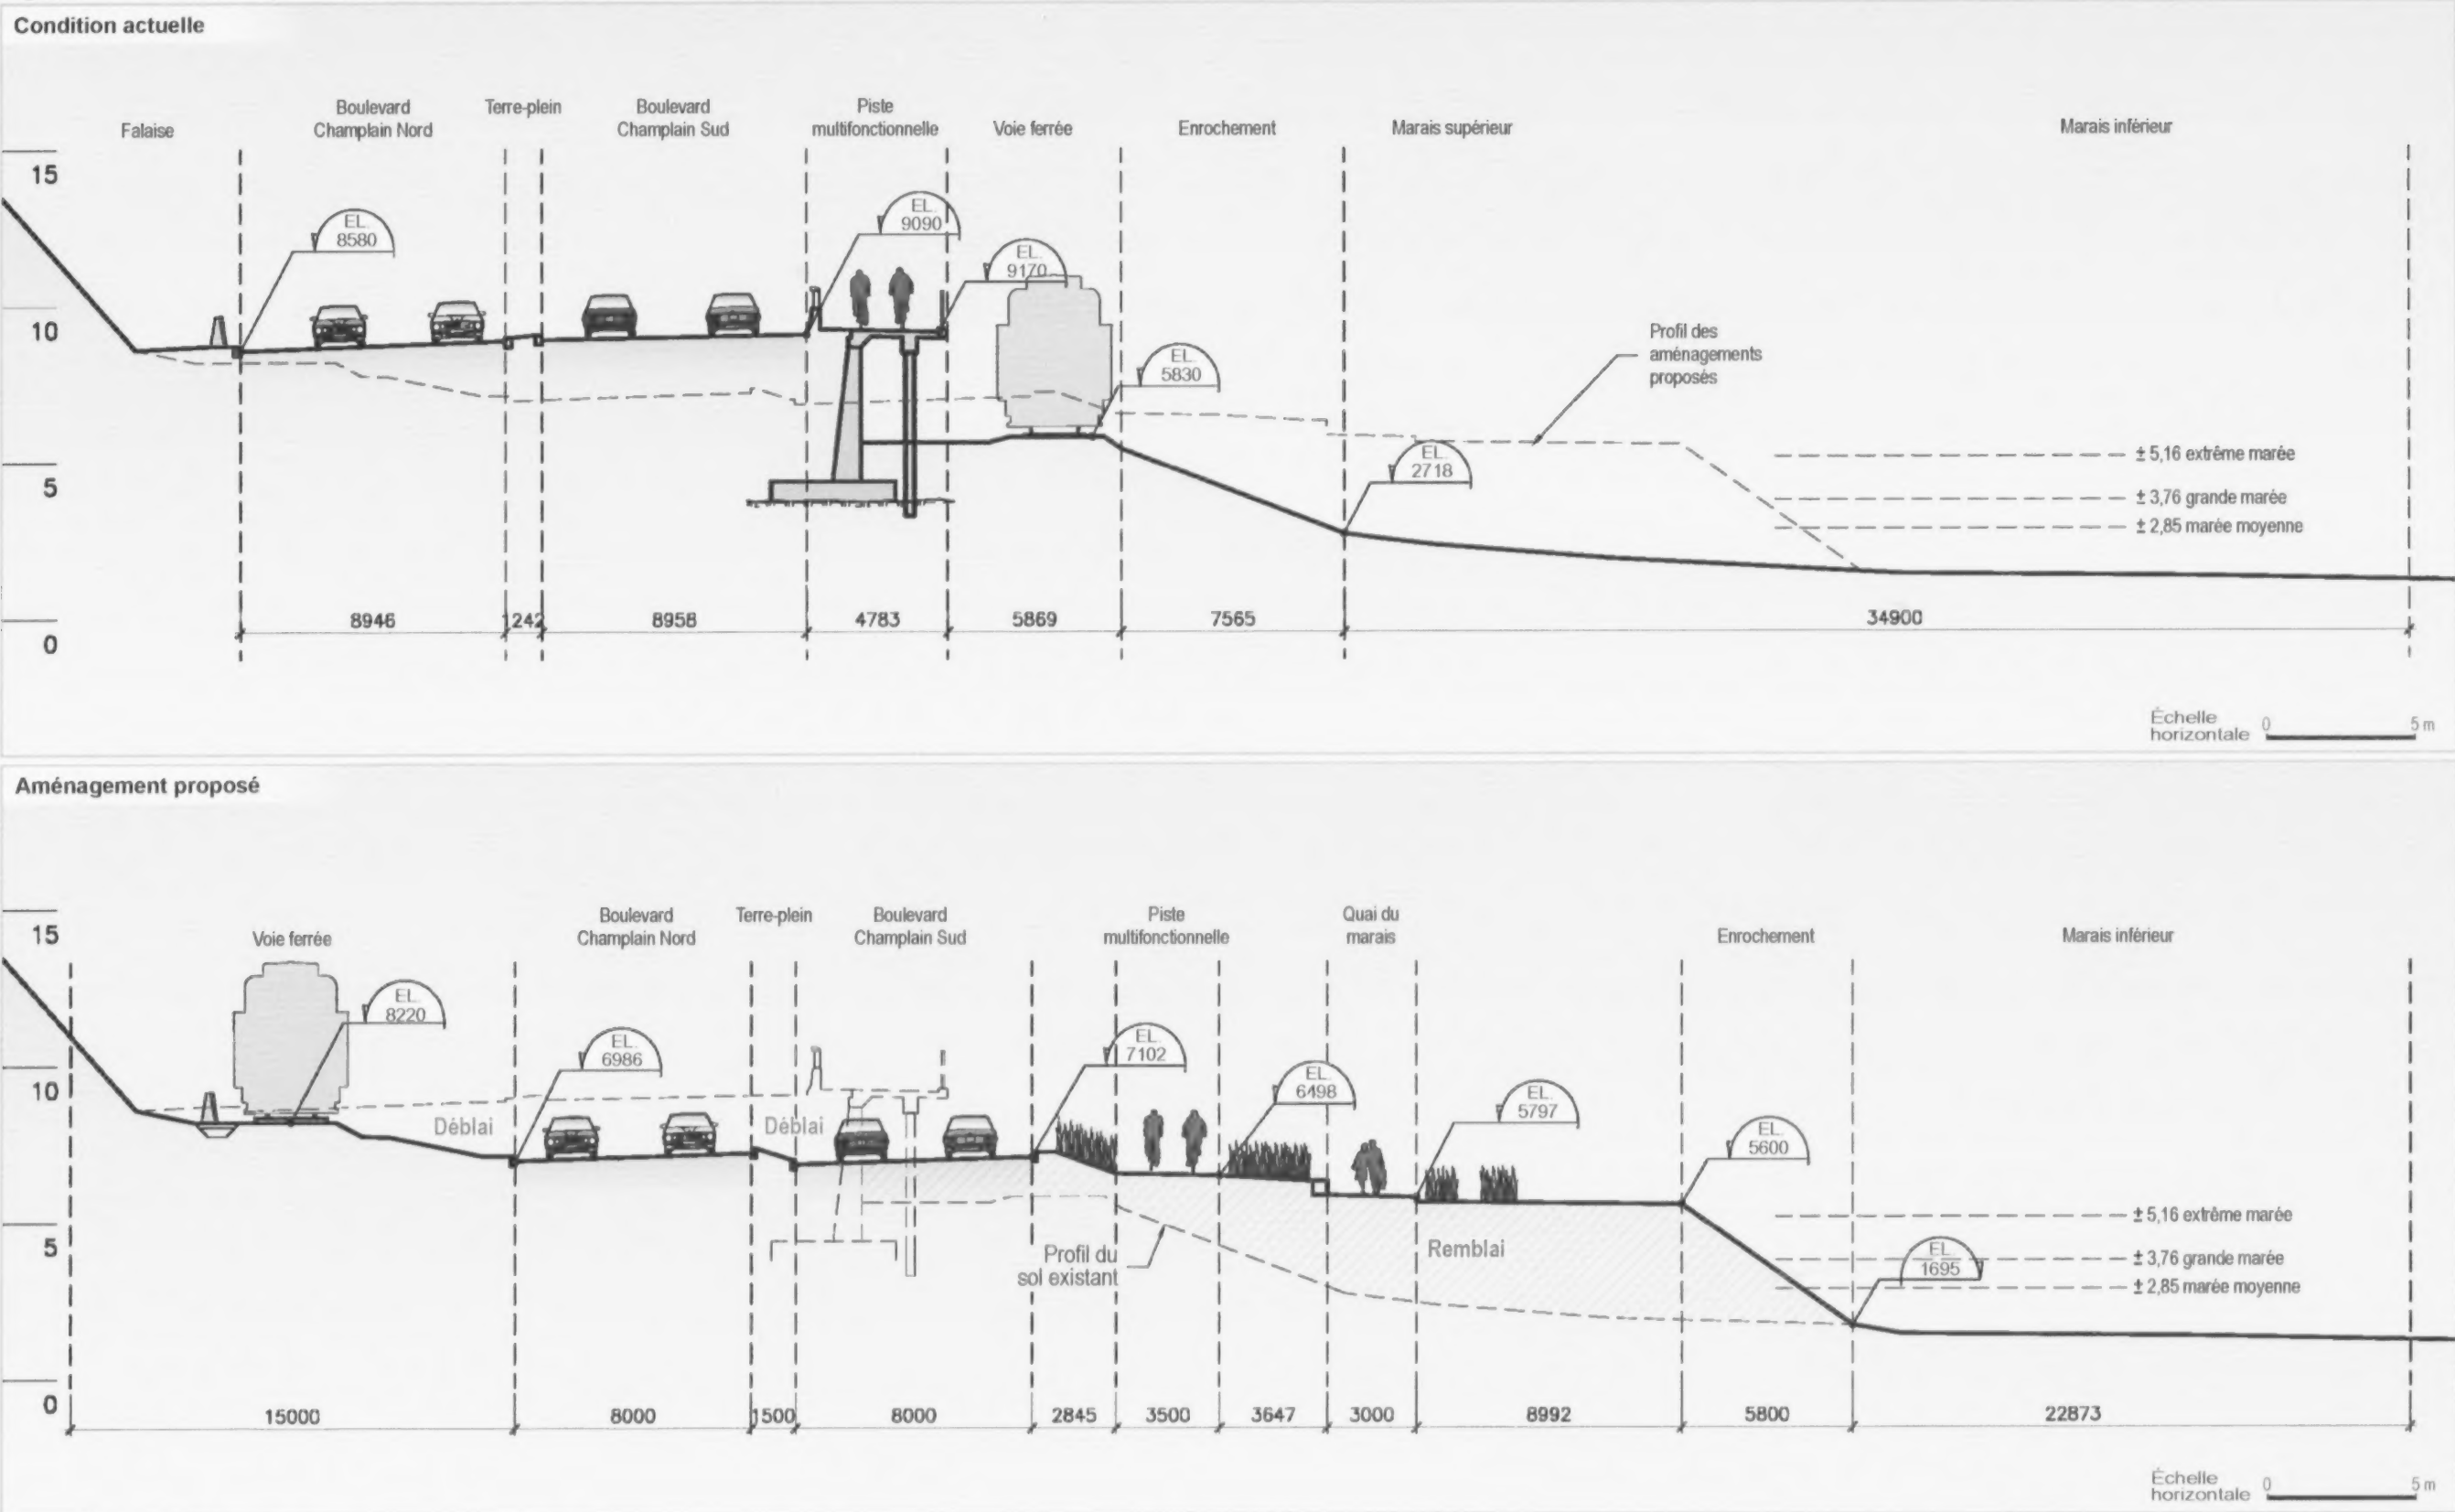 Condition actuelle
Falaise
Boulevard
Champlain Nord
Terre-plein
Boulevard
Champlain Sud
Piste
multifonctionnelle
Voie ferrée
Enrochement
Marais supérieur
Marais inférieur
15
10
5
0
EL.
8580
EL.
9090
EL.
9170
EL.
5830
EL.
2718
Profil des
aménagements
proposés
± 5,16 extrême marée
± 3,76 grande marée
± 2,85 marée moyenne
8946
1242
8958
4783
5869
7565
34900
Échelle
horizontale
0
5 m
Aménagement proposé
Voie ferrée
Boulevard
Champlain Nord
Terre-plein
Boulevard
Champlain Sud
Piste
multifonctionnelle
Quai du
marais
Enrochement
Marais inférieur
15
10
5
0
EL.
8220
EL.
6986
EL.
7102
EL.
6498
EL.
5797
EL.
5600
EL.
1695
Déblai
Déblai
Profil du
sol existant
Remblai
± 5,16 extrême marée
± 3,76 grande marée
± 2,85 marée moyenne
15000
8000
1500
8000
2845
3500
3647
3000
8992
5800
22873
Échelle
horizontale
0
5 m